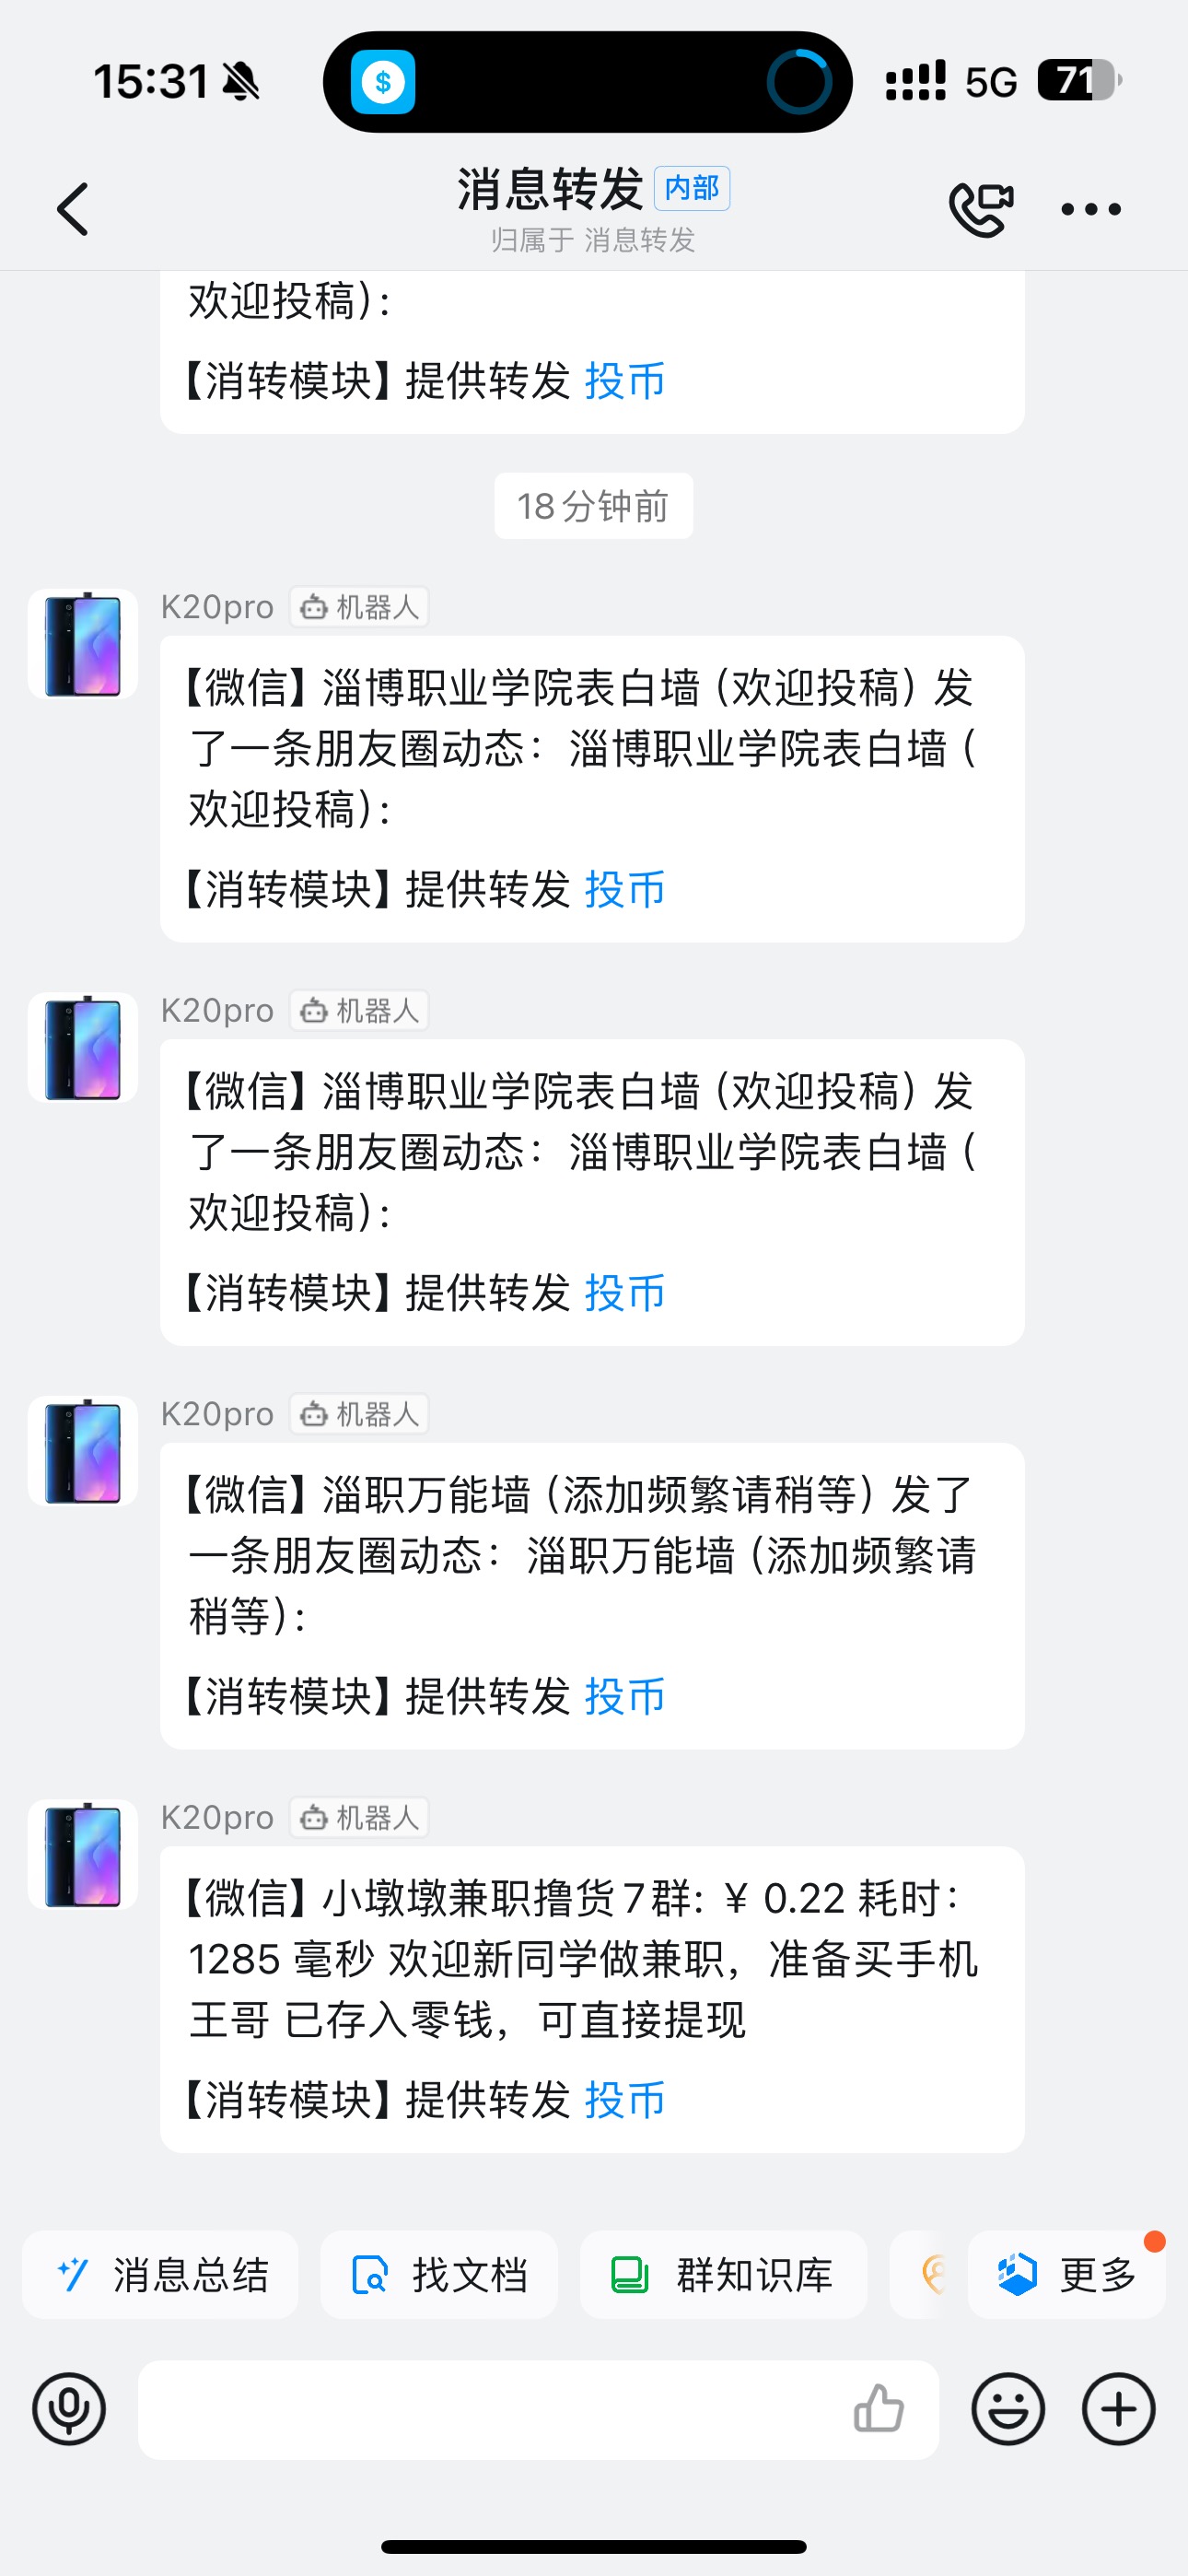 15:31
$
5G
71
消息转发 内部
归属于 消息转发
欢迎投稿）：
【消转模块】提供转发 投币
18分钟前
K20pro 机器人
【微信】淄博职业学院表白墙（欢迎投稿）发
了一条朋友圈动态：淄博职业学院表白墙（
欢迎投稿）：
【消转模块】提供转发 投币
K20pro 机器人
【微信】淄博职业学院表白墙（欢迎投稿）发
了一条朋友圈动态：淄博职业学院表白墙（
欢迎投稿）：
【消转模块】提供转发 投币
K20pro 机器人
【微信】淄职万能墙（添加频繁请稍等）发了
一条朋友圈动态：淄职万能墙（添加频繁请
稍等）：
【消转模块】提供转发 投币
K20pro 机器人
【微信】小墩墩兼职撸货7群: ￥ 0.22 耗时：
1285 毫秒 欢迎新同学做兼职，准备买手机
王哥 已存入零钱，可直接提现
【消转模块】提供转发 投币
消息总结 找文档 群知识库 更多